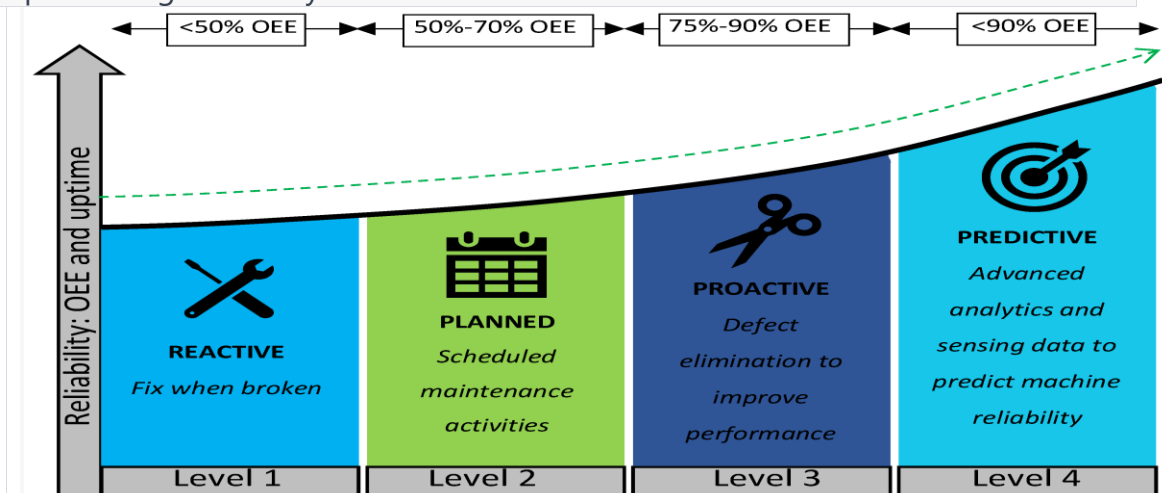 <50% OEE
50%-70% OEE
75%-90% OEE
<90% OEE
Reliability: OEE and uptime
REACTIVE
Fix when broken
PLANNED
Scheduled
maintenance
activities
PROACTIVE
Defect
elimination to
improve
performance
PREDICTIVE
Advanced
analytics and
sensing data to
predict machine
reliability
Level 1
Level 2
Level 3
Level 4